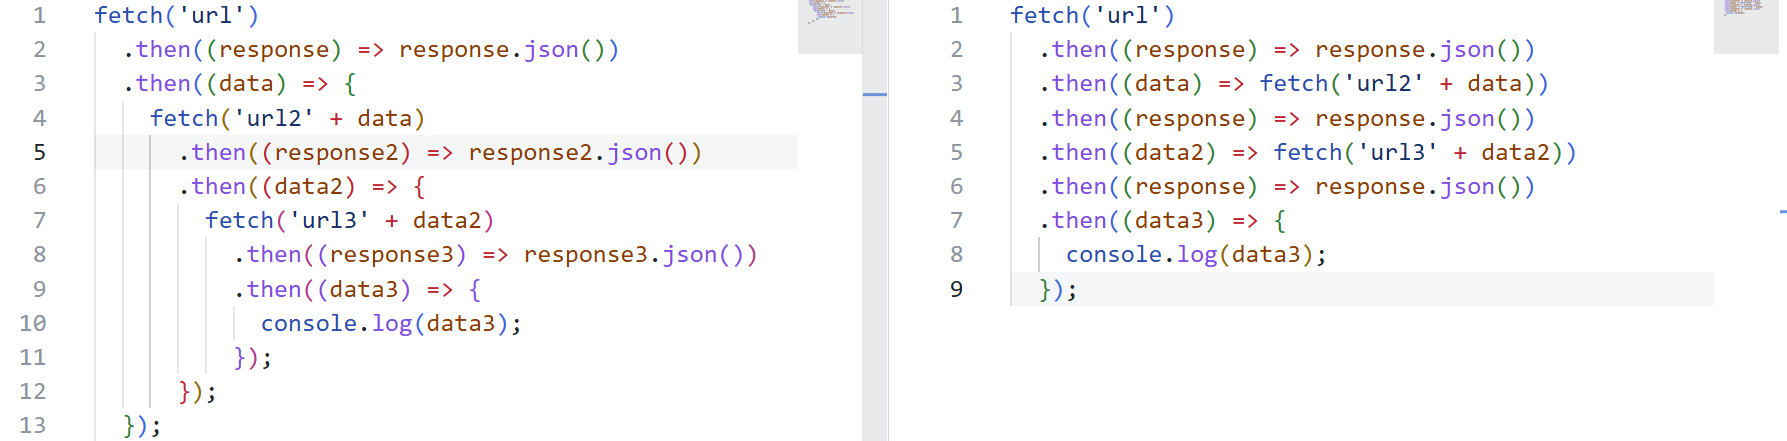 1 fetch('url')
2 .then((response) => response.json())
3 .then((data) => {
4 fetch('url2' + data)
5 .then((response2) => response2.json())
6 .then((data2) => {
7 fetch('url3' + data2)
8 .then((response3) => response3.json())
9 .then((data3) => {
10 console.log(data3);
11 });
12 });
13 });
1 fetch('url')
2 .then((response) => response.json())
3 .then((data) => fetch('url2' + data))
4 .then((response) => response.json())
5 .then((data2) => fetch('url3' + data2))
6 .then((response) => response.json())
7 .then((data3) => {
8 console.log(data3);
9 });